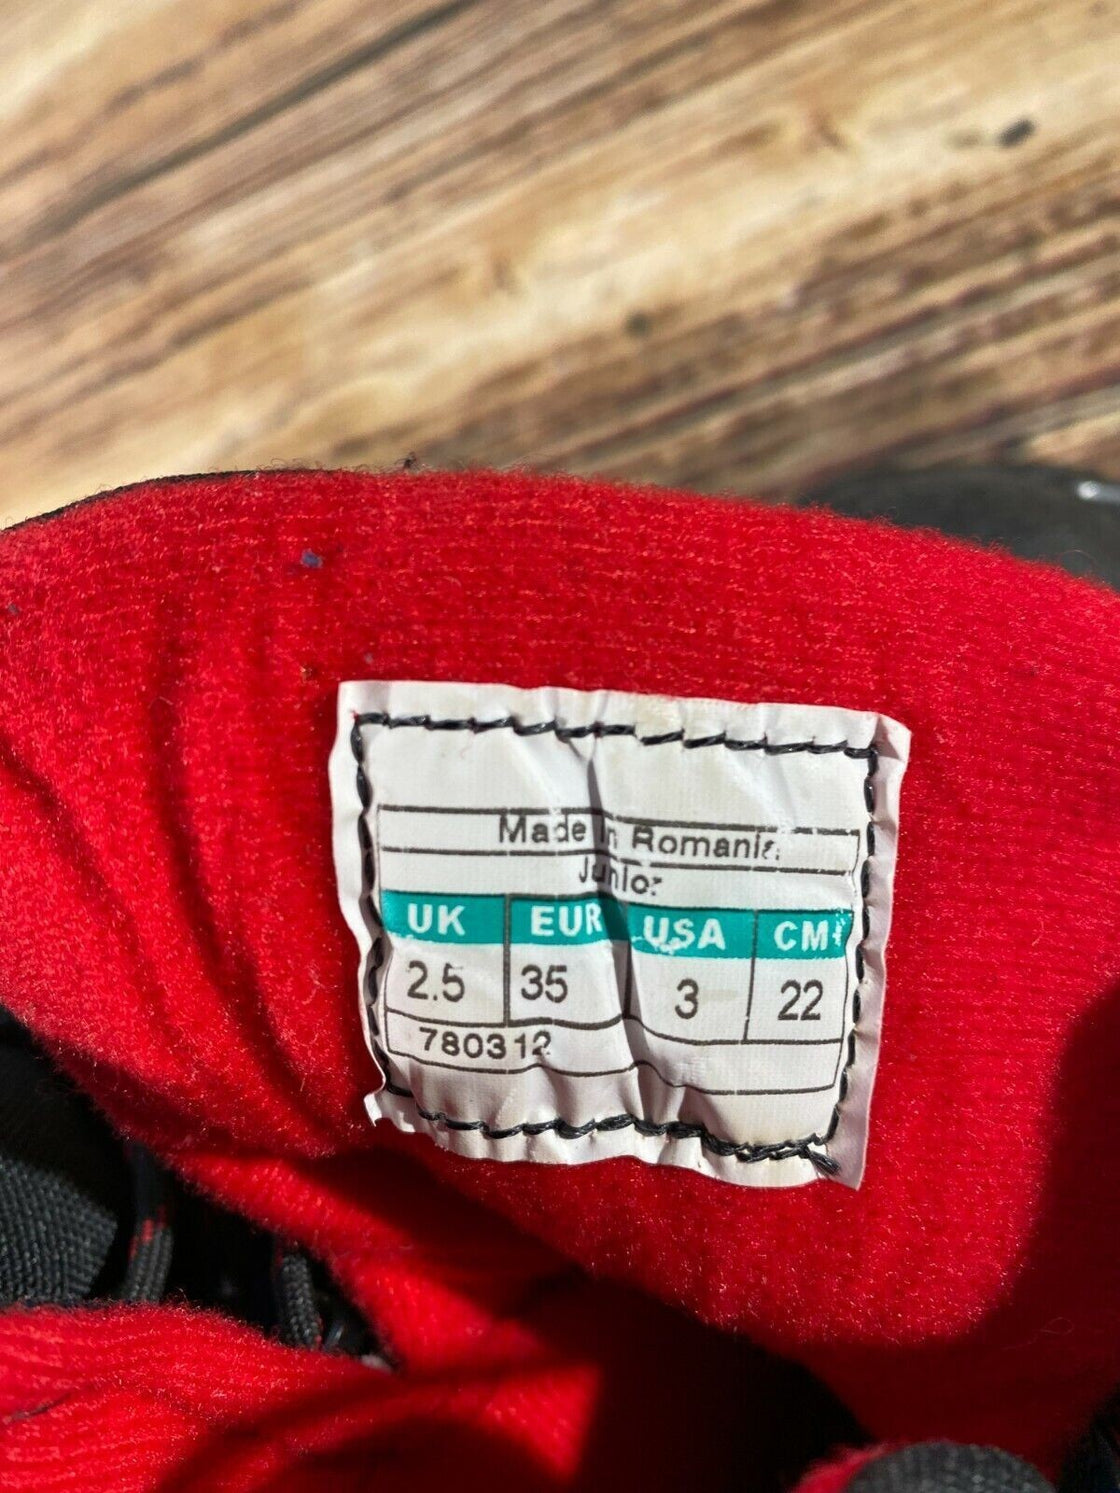 Made in Romania
Junior
UK EUR USA CM
2.5 35 3 22
780312